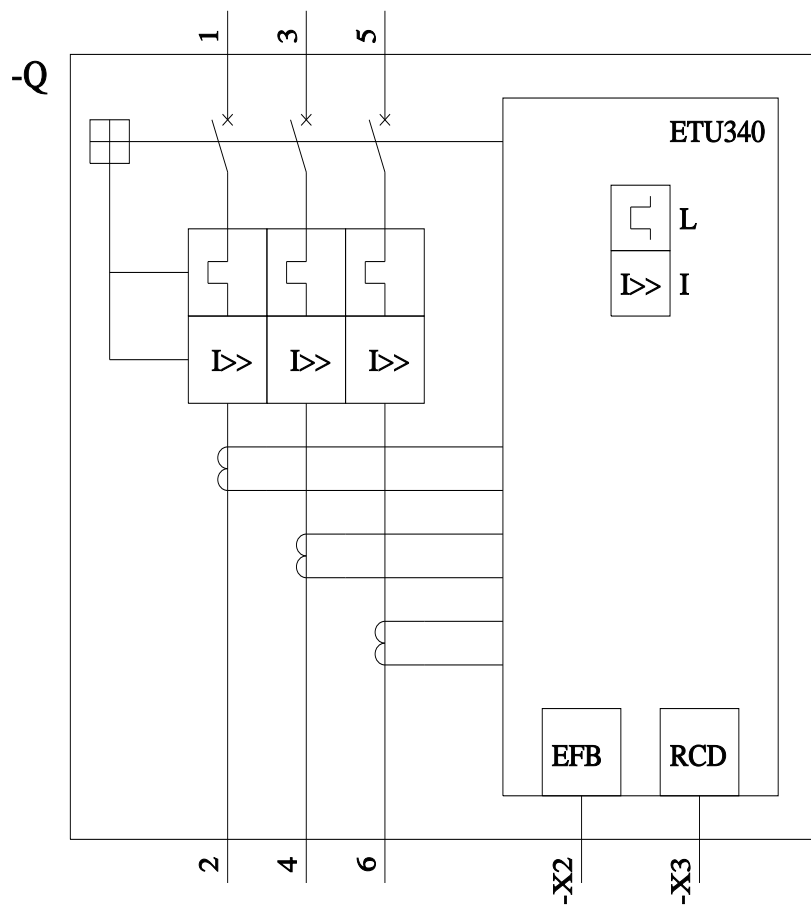 1 3 5
-Q
ETU340
L
I>> I
I>> I>> I>>
EFB RCD
2 4 6 -X2 -X3